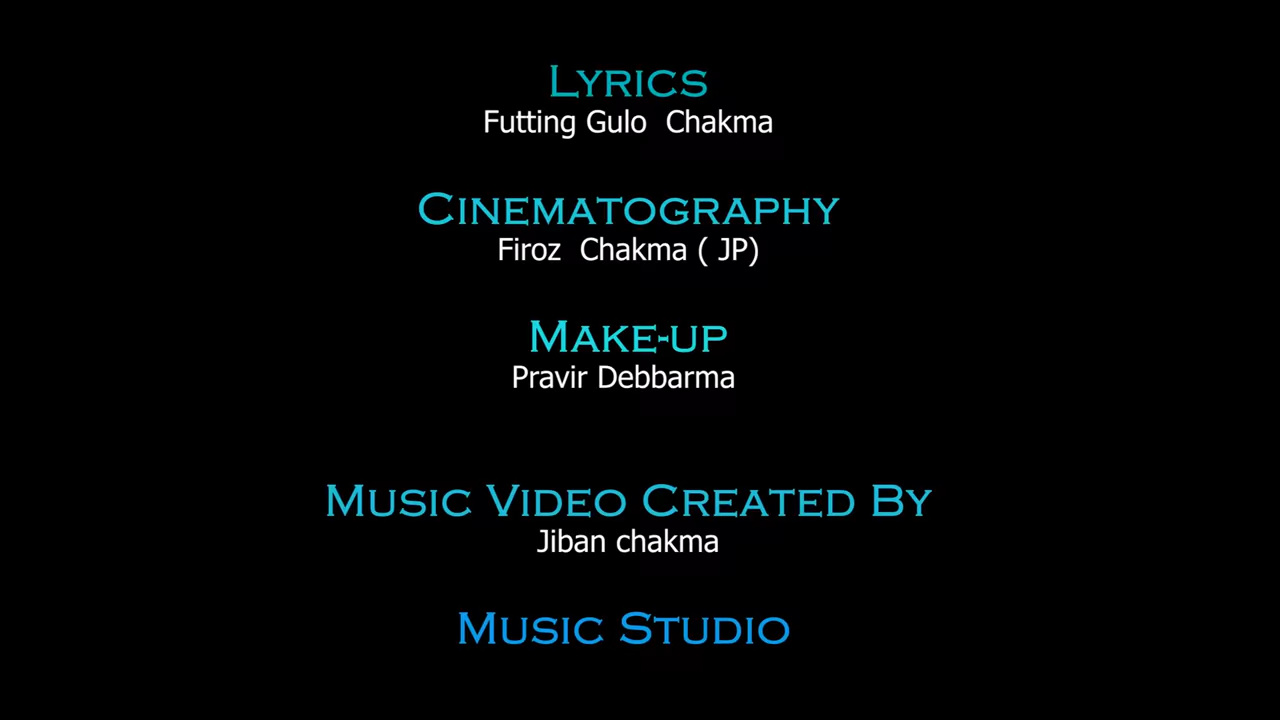 Lyrics
Futting Gulo  Chakma
Cinematography
Firoz  Chakma ( JP)
Make-up
Pravir Debbarma
Music Video Created By
Jiban chakma
Music Studio